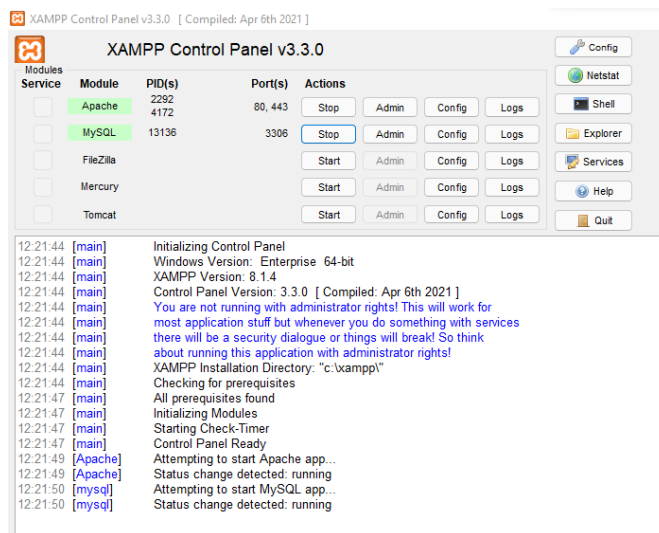 XAMPP Control Panel v3.3.0 [ Compiled: Apr 6th 2021 ]
XAMPP Control Panel v3.3.0
Config
Modules
Service Module PID(s) Port(s) Actions
Netstat
Apache 2292 4172 80, 443 Stop Admin Config Logs
Shell
MySQL 13136 3306 Stop Admin Config Logs
Explorer
FileZilla Start Admin Config Logs
Services
Mercury Start Admin Config Logs
Help
Tomcat Start Admin Config Logs
Quit
12:21:44 [main] Initializing Control Panel
12:21:44 [main] Windows Version: Enterprise 64-bit
12:21:44 [main] XAMPP Version: 8.1.4
12:21:44 [main] Control Panel Version: 3.3.0 [ Compiled: Apr 6th 2021 ]
12:21:44 [main] You are not running with administrator rights! This will work for
12:21:44 [main] most application stuff but whenever you do something with services
12:21:44 [main] there will be a security dialogue or things will break! So think
12:21:44 [main] about running this application with administrator rights!
12:21:44 [main] XAMPP Installation Directory: "c:\xampp\"
12:21:44 [main] Checking for prerequisites
12:21:47 [main] All prerequisites found
12:21:47 [main] Initializing Modules
12:21:47 [main] Starting Check-Timer
12:21:47 [main] Control Panel Ready
12:21:49 [Apache] Attempting to start Apache app...
12:21:49 [Apache] Status change detected: running
12:21:50 [mysql] Attempting to start MySQL app...
12:21:50 [mysql] Status change detected: running